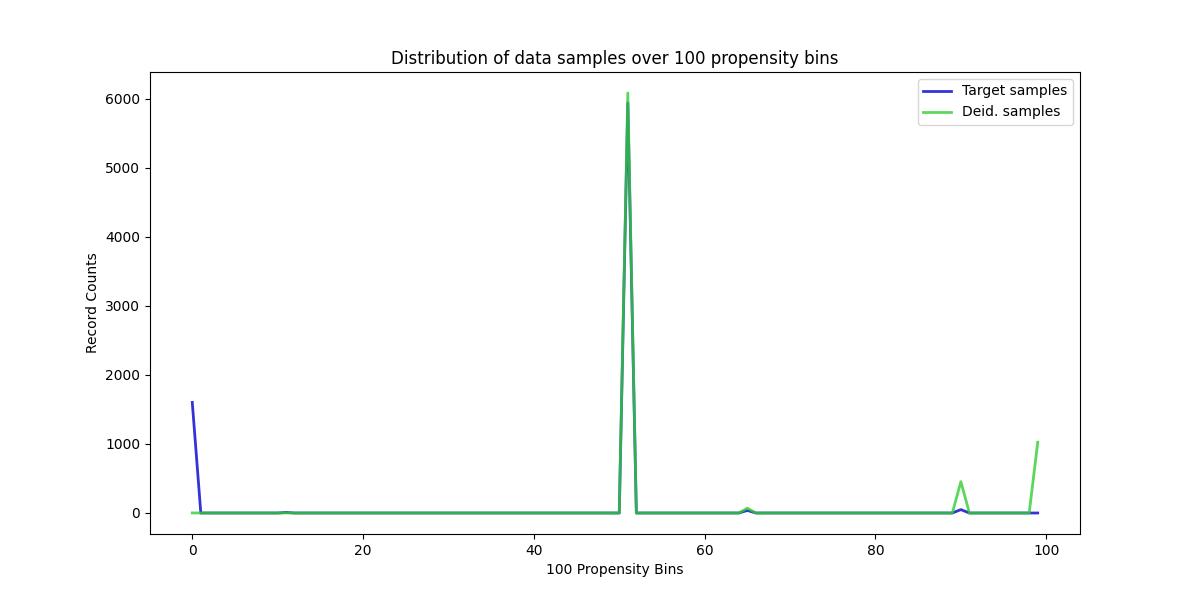 Distribution of data samples over 100 propensity bins
Target samples
Deid. samples
6000
5000
4000
3000
2000
1000
0
Record Counts
0 20 40 60 80 100
100 Propensity Bins